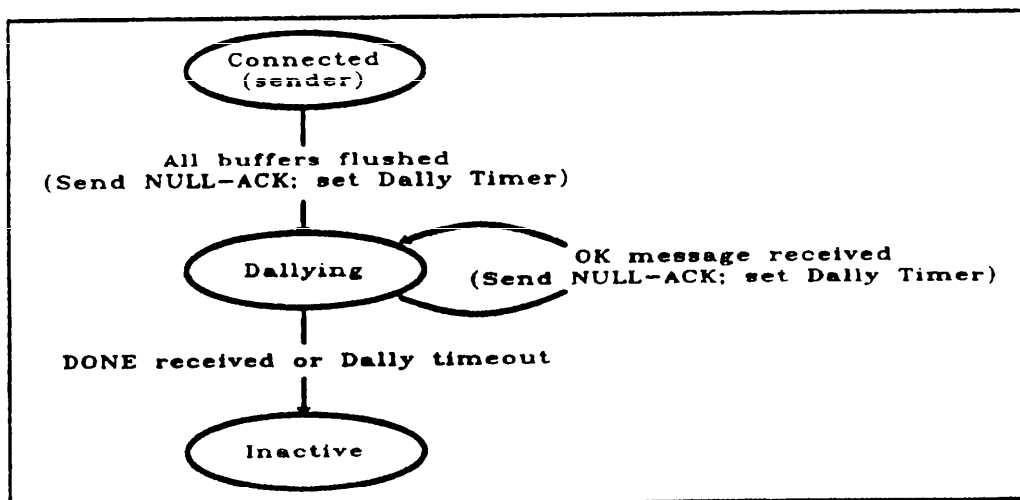 Connected
(sender)
All buffers flushed
(Send NULL-ACK; set Dally Timer)
Dallying
OK message received
(Send NULL-ACK; set Dally Timer)
DONE received or Dally timeout
Inactive